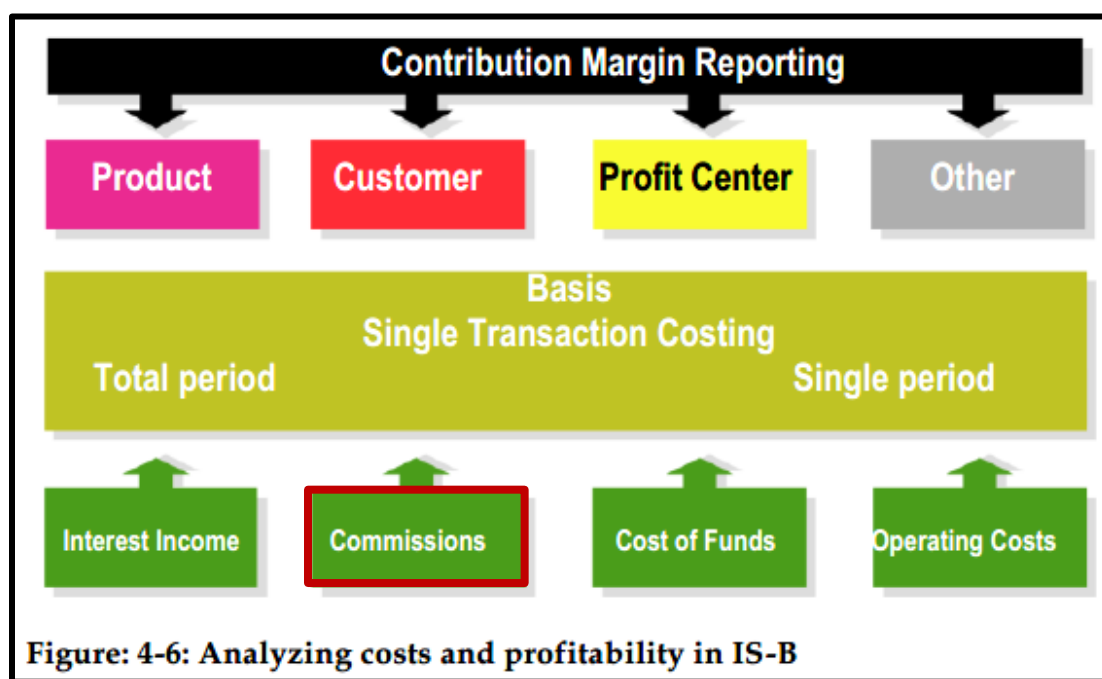 Contribution Margin Reporting
Product Customer Profit Center Other
Basis
Single Transaction Costing
Total period Single period
Interest Income Commissions Cost of Funds Operating Costs
Figure: 4-6: Analyzing costs and profitability in IS-B